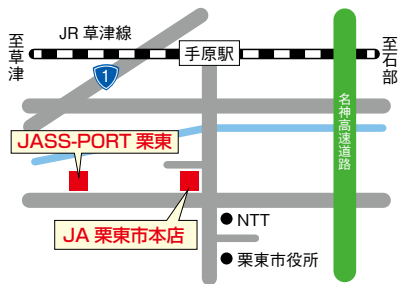 JR 草津線
至草津
手原駅
至石部
1
名神高速道路
JASS-PORT 栗東
JA 栗東市本店
NTT
栗東市役所